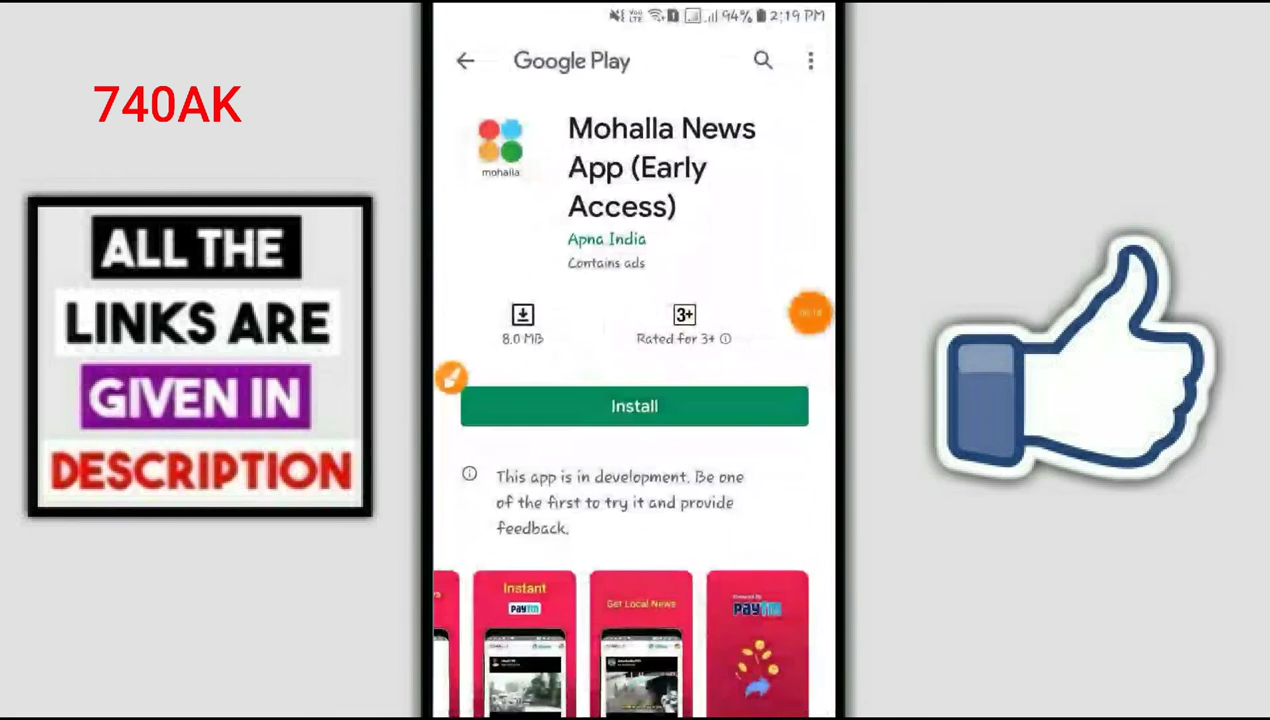 740AK
ALL THE
LINKS ARE
GIVEN IN
DESCRIPTION
94% 2:19 PM
Google Play
mohalla
Mohalla News
App (Early
Access)
Apna India
Contains ads
8.0 MB
3+
Rated for 3+
Install
This app is in development. Be one
of the first to try it and provide
feedback.
Instant
Paytm
Get Local News
Powered By
Paytm